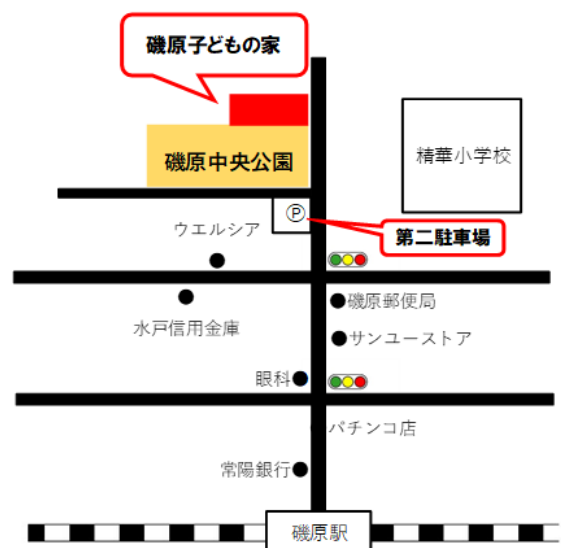 磯原子どもの家
磯原中央公園
精華小学校
Ⓟ
第二駐車場
ウエルシア
磯原郵便局
水戸信用金庫
サンユーストア
眼科
パチンコ店
常陽銀行
磯原駅